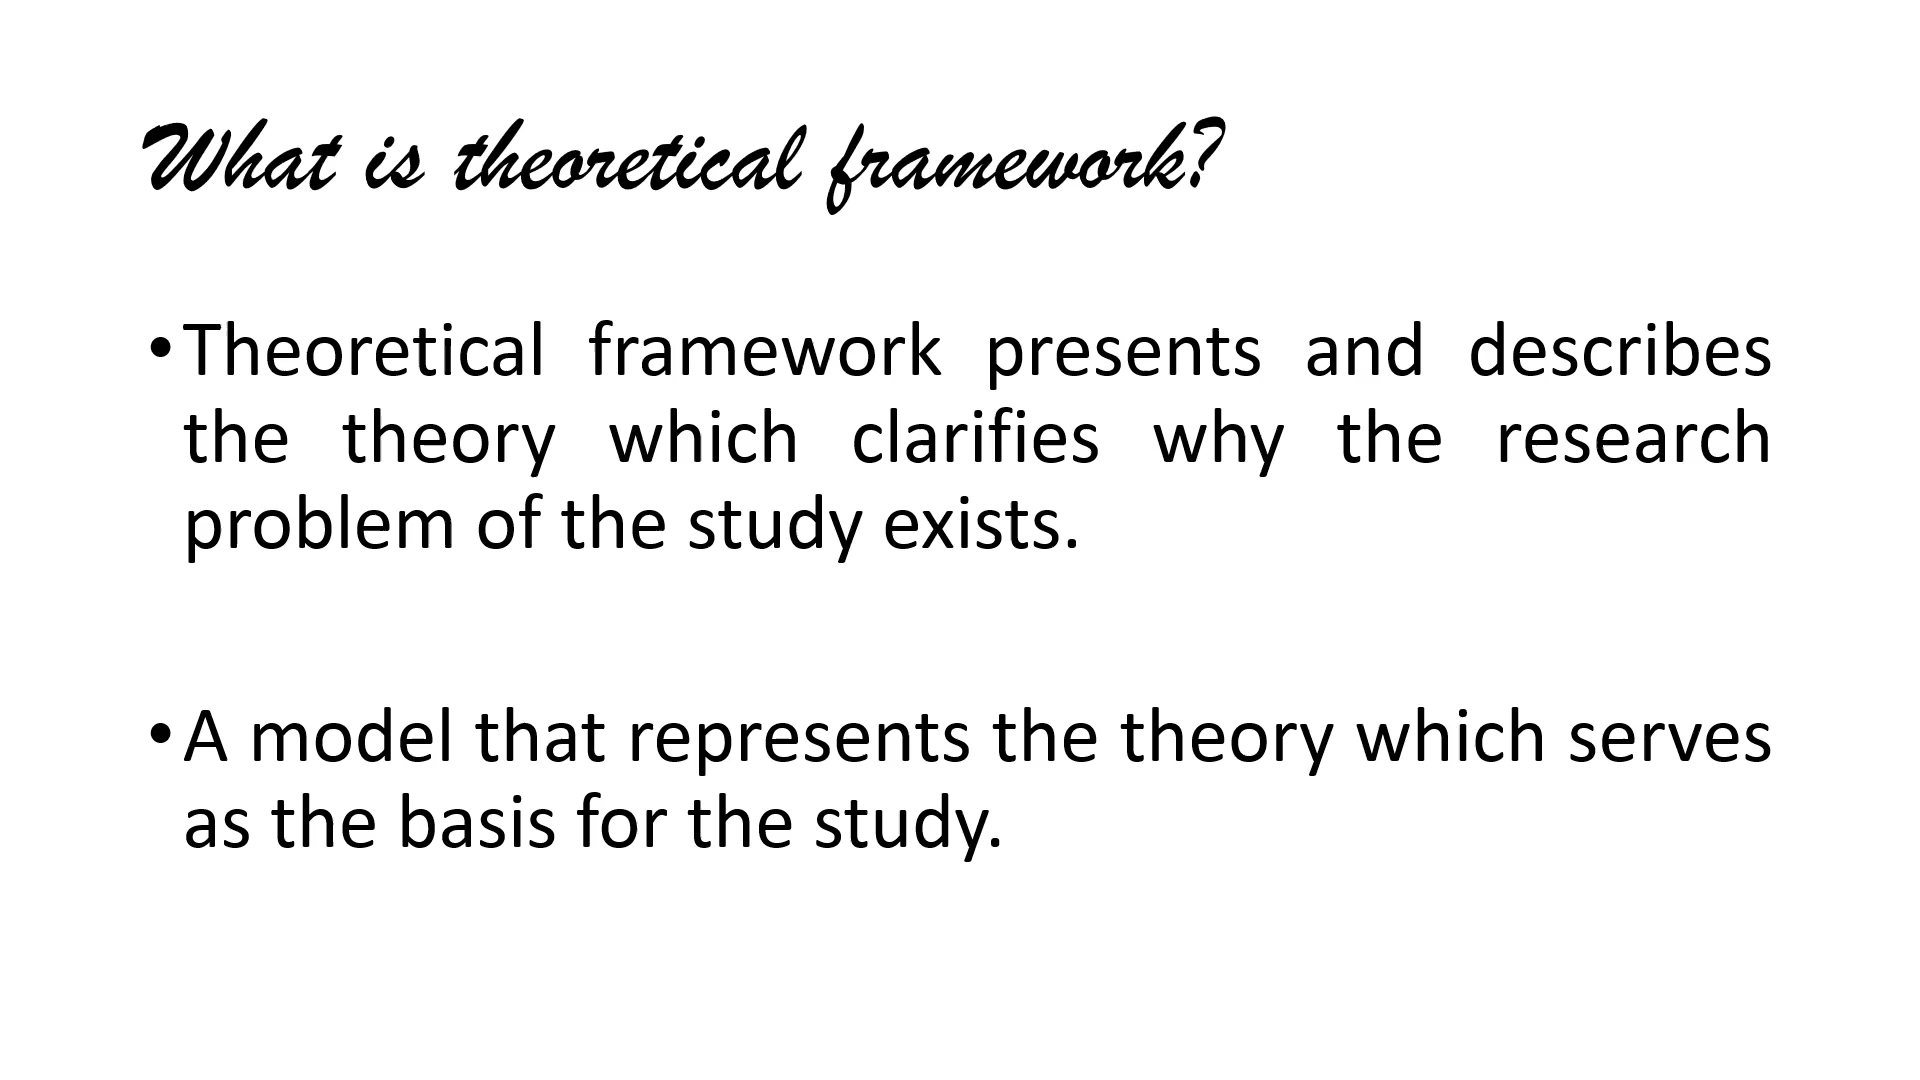 What is theoretical framework?
•Theoretical framework presents and describes
the theory which clarifies why the research
problem of the study exists.
•A model that represents the theory which serves
as the basis for the study.